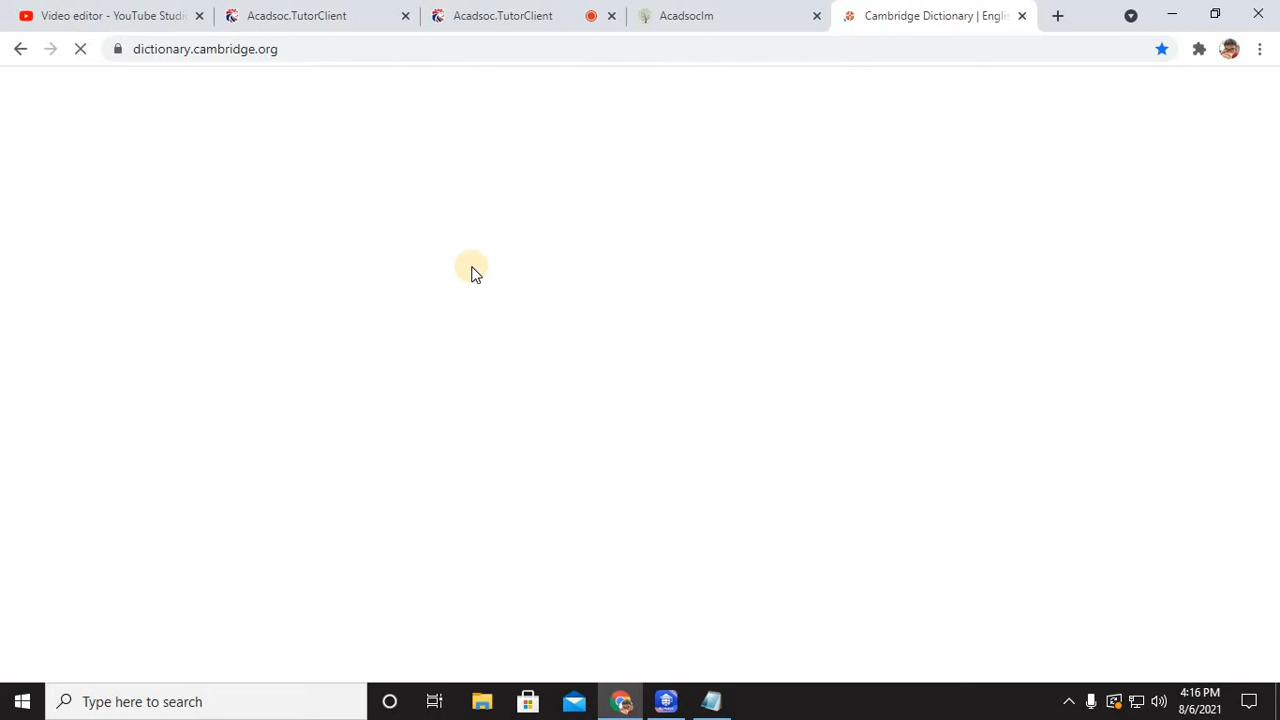 Video editor - YouTube Studi
Acadsoc.TutorClient
Acadsoc.TutorClient
AcadsocIm
Cambridge Dictionary | Englis
dictionary.cambridge.org
Type here to search
4:16 PM
8/6/2021